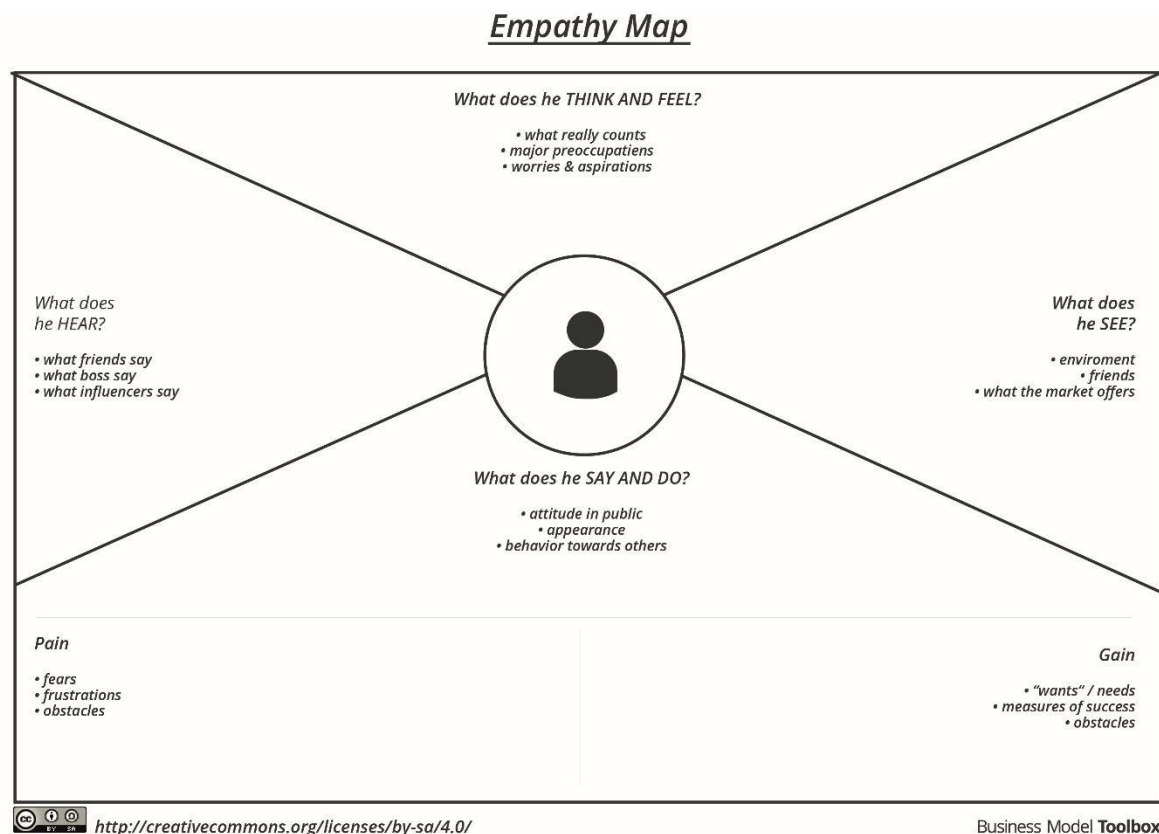 Empathy Map
What does he THINK AND FEEL?
• what really counts
• major preoccupatiens
• worries & aspirations
What does
he HEAR?
• what friends say
• what boss say
• what influencers say
What does
he SEE?
• enviroment
• friends
• what the market offers
What does he SAY AND DO?
• attitude in public
• appearance
• behavior towards others
Pain
• fears
• frustrations
• obstacles
Gain
• "wants" / needs
• measures of success
• obstacles
cc BY SA
http://creativecommons.org/licenses/by-sa/4.0/
Business Model Toolbox